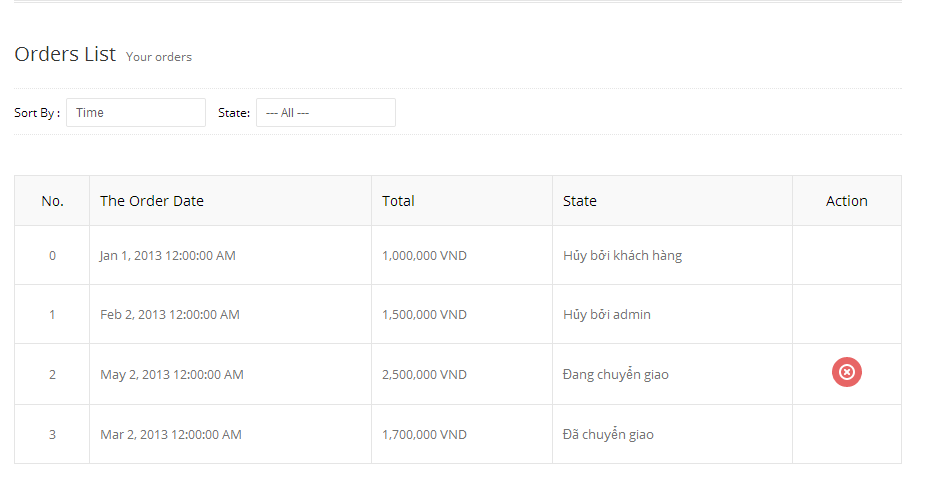 Orders List Your orders
Sort By : Time State: --- All ---
No. The Order Date Total State Action
0 Jan 1, 2013 12:00:00 AM 1,000,000 VND Hủy bởi khách hàng
1 Feb 2, 2013 12:00:00 AM 1,500,000 VND Hủy bởi admin
2 May 2, 2013 12:00:00 AM 2,500,000 VND Đang chuyển giao
3 Mar 2, 2013 12:00:00 AM 1,700,000 VND Đã chuyển giao